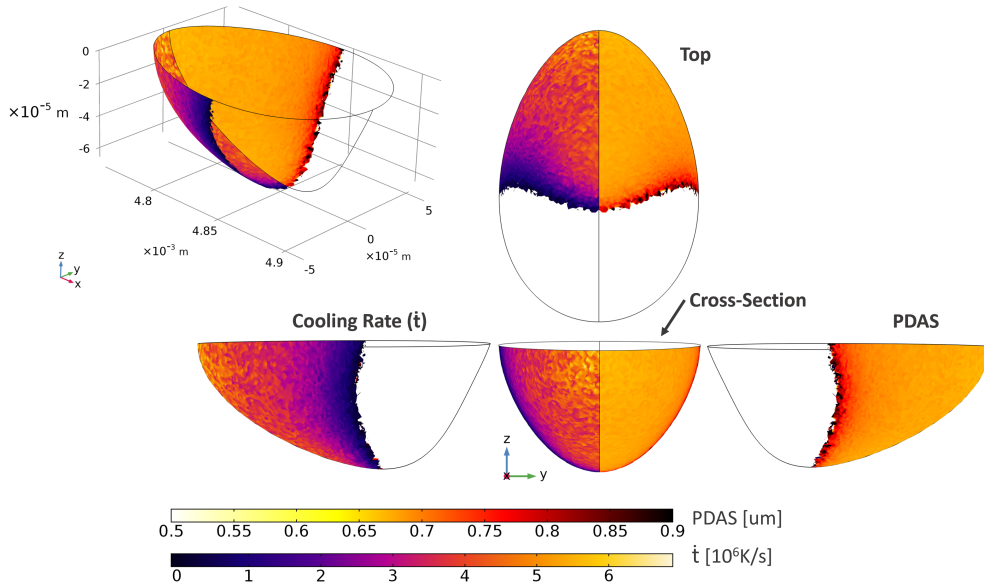 0
-2
-4
-6
×10⁻⁵ m
4.8
4.85
4.9
×10⁻³ m
5
0
-5
×10⁻⁵ m
z
y
x
Top
Cross-Section
Cooling Rate (ṫ)
PDAS
z
x
y
0.5 0.55 0.6 0.65 0.7 0.75 0.8 0.85 0.9
PDAS [um]
0 1 2 3 4 5 6
ṫ [10⁶K/s]